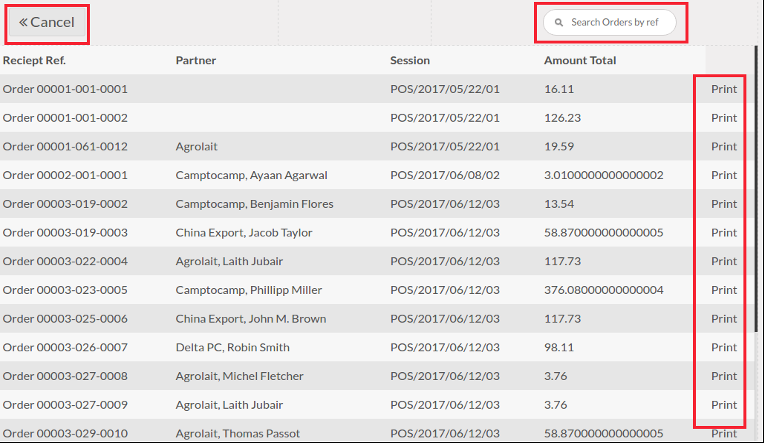 « Cancel Search Orders by ref
Reciept Ref. Partner Session Amount Total
Order 00001-001-0001 POS/2017/05/22/01 16.11 Print
Order 00001-001-0002 POS/2017/05/22/01 126.23 Print
Order 00001-061-0012 Agrolait POS/2017/05/22/01 19.59 Print
Order 00002-001-0001 Camptocamp, Ayaan Agarwal POS/2017/06/08/02 3.0100000000000002 Print
Order 00003-019-0002 Camptocamp, Benjamin Flores POS/2017/06/12/03 13.54 Print
Order 00003-019-0003 China Export, Jacob Taylor POS/2017/06/12/03 58.870000000000005 Print
Order 00003-022-0004 Agrolait, Laith Jubair POS/2017/06/12/03 117.73 Print
Order 00003-023-0005 Camptocamp, Phillipp Miller POS/2017/06/12/03 376.08000000000004 Print
Order 00003-025-0006 China Export, John M. Brown POS/2017/06/12/03 117.73 Print
Order 00003-026-0007 Delta PC, Robin Smith POS/2017/06/12/03 98.11 Print
Order 00003-027-0008 Agrolait, Michel Fletcher POS/2017/06/12/03 3.76 Print
Order 00003-027-0009 Agrolait, Laith Jubair POS/2017/06/12/03 3.76 Print
Order 00003-029-0010 Agrolait, Thomas Passot POS/2017/06/12/03 58.870000000000005 Print